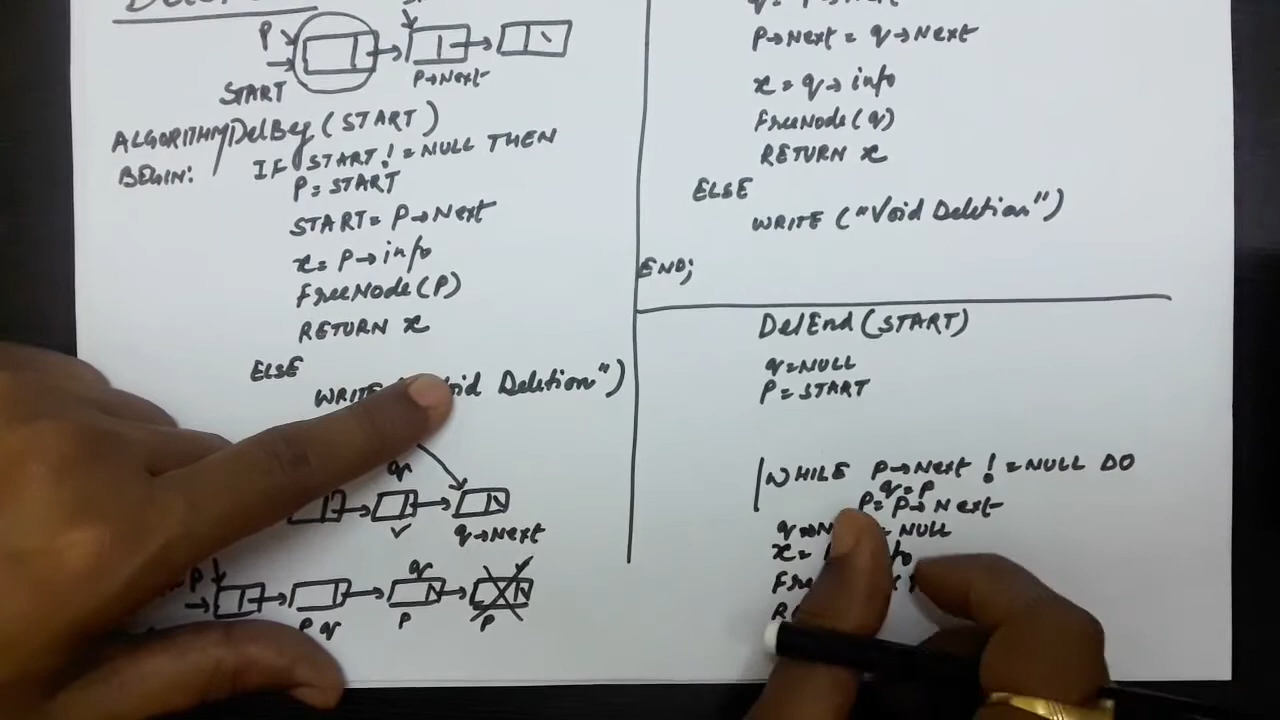 P
START
P→Next
ALGORITHM DelBeg (START)
BEGIN:
IF START != NULL THEN
P = START
START = P→Next
x = P→info
FreeNode(P)
RETURN x
ELSE
WRITE Void Deletion")
q
q→Next
P
q
P q
P
P
P→Next = q→Next
x = q→info
FreeNode(q)
RETURN x
ELSE
WRITE ("Void Deletion")
END;
DelEnd(START)
q=NULL
P = START
WHILE P→Next != NULL DO
q=P
P = P→Next
= NULL
x =